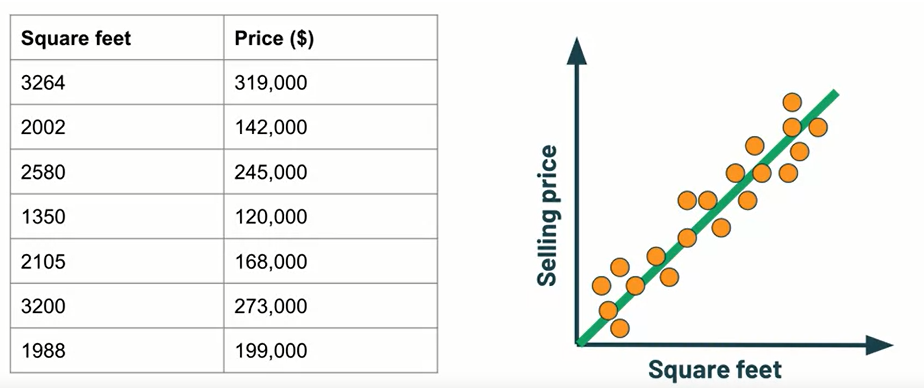 Square feet Price ($)
3264 319,000
2002 142,000
2580 245,000
1350 120,000
2105 168,000
3200 273,000
1988 199,000
Selling price
Square feet